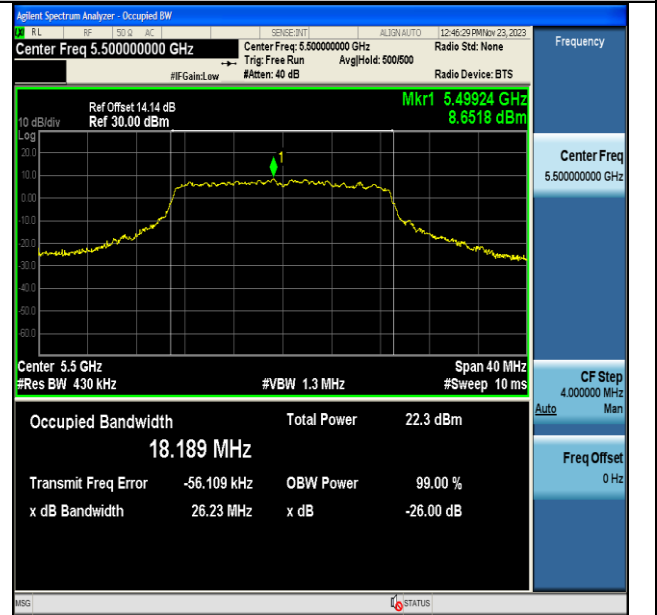 Agilent Spectrum Analyzer - Occupied BW
RL RF 50 Ω AC SENSE:INT ALIGN AUTO 12:46:29 PM Nov 23, 2023
Center Freq 5.500000000 GHz
Center Freq: 5.500000000 GHz
Radio Std: None
Trig: Free Run Avg|Hold: 500/500
#IFGain:Low #Atten: 40 dB Radio Device: BTS
Frequency
Mkr1 5.49924 GHz
8.6518 dBm
Ref Offset 14.14 dB
10 dB/div Ref 30.00 dBm
Log
20.0
10.0
0.00
-10.0
-20.0
-30.0
-40.0
-50.0
-60.0
1
Center 5.5 GHz Span 40 MHz
#Res BW 430 kHz #VBW 1.3 MHz #Sweep 10 ms
Center Freq
5.500000000 GHz
CF Step
4.000000 MHz
Auto Man
Freq Offset
0 Hz
Occupied Bandwidth Total Power 22.3 dBm
18.189 MHz
Transmit Freq Error -56.109 kHz OBW Power 99.00 %
x dB Bandwidth 26.23 MHz x dB -26.00 dB
MSG STATUS